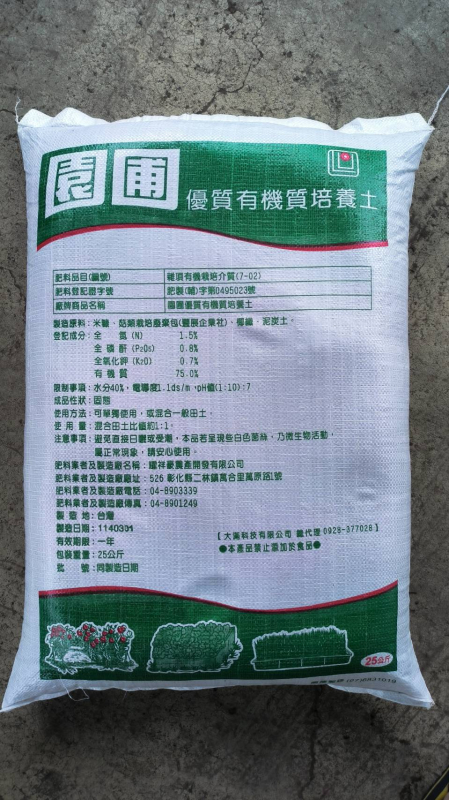 園圃 優質有機質培養土
肥料品目(編號) 雜項有機栽培介質(7-02)
肥料登記證字號 肥製(補)字第0495023號
廠牌商品名稱 園圃優質有機質培養土
製造原料：米糠、菇類栽培廢棄包(豐展企業社)、椰纖、泥炭土。
登記成分：全 氮 (N) 1.5%
全 磷 酐 (P₂O₅) 0.8%
全氧化鉀 (K₂O) 0.7%
有 機 質 75.0%
限制事項：水分40%，電導度1.1ds/m，pH值(1:10):7
成品性狀：固態
使用方法：可單獨使用，或混合一般田土。
使 用 量：混合田土比值約1:1。
注意事項：避免直接日曬或受潮，本品若呈現些白色菌絲，乃微生物活動，
屬正常現象，請安心使用。
肥料業者及製造廠名稱：耀祥豪農產開發有限公司
肥料業者及製造廠廠址：526 彰化縣二林鎮萬合里萬原路1號
肥料業者及製造廠電話：04-8903339
肥料業者及製造廠傳真：04-8901249
製 造 地：台灣
製造日期：1140301
有效期限：一年
【大漢科技有限公司 總代理 0928-377028】
包裝重量：25公斤
●本產品禁止添加於食品●
批 號：同製造日期
25公斤